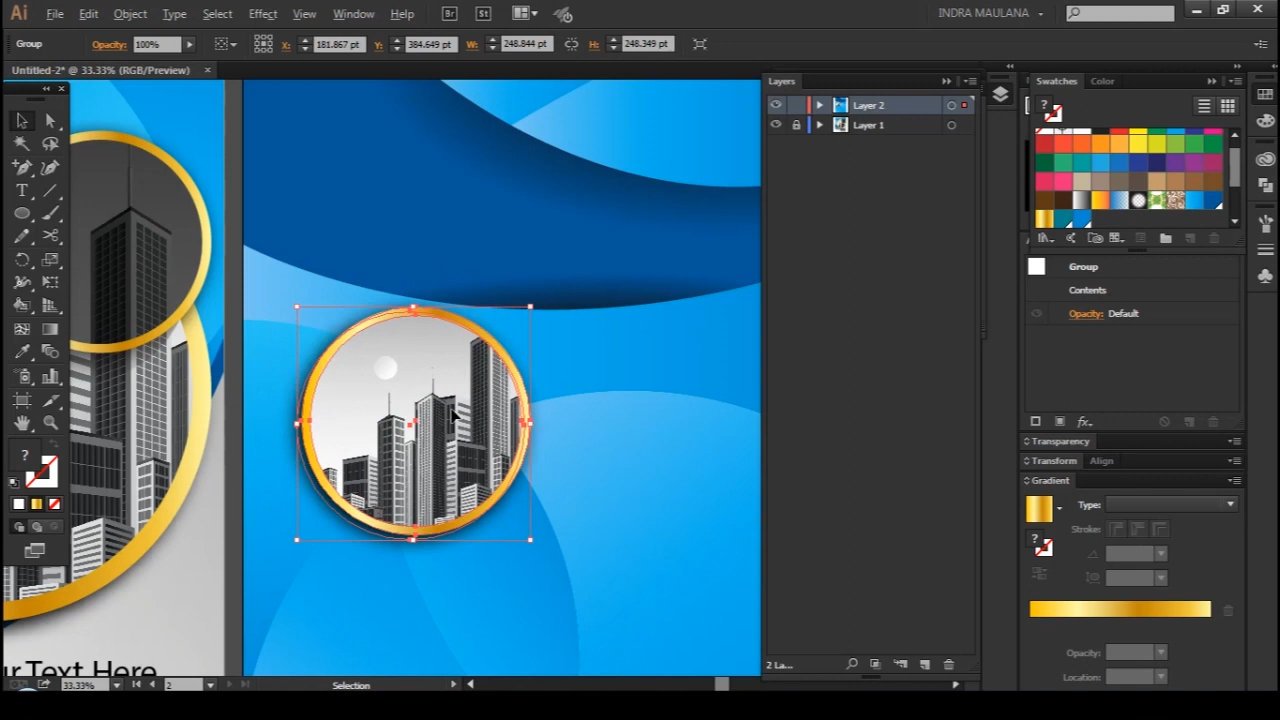 Ai File Edit Object Type Select Effect View Window Help Br St INDRA MAULANA
Group Opacity: 100% X: 181.867 pt Y: 384.649 pt W: 248.844 pt H: 248.349 pt
Untitled-2* @ 33.33% (RGB/Preview) ×
Layers
Layer 2
Layer 1
Swatches Color
Group
Contents
Opacity: Default
Transparency
Transform Align
Gradient
Type:
Stroke:
Opacity:
Location:
ur Text Here
2 La...
33.33% 2 Selection